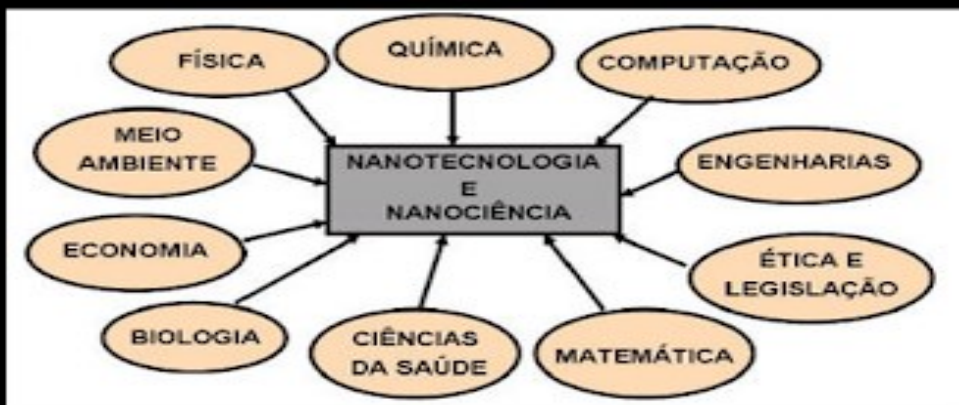 FÍSICA
QUÍMICA
COMPUTAÇÃO
MEIO
AMBIENTE
NANOTECNOLOGIA
E
NANOCIÊNCIA
ENGENHARIAS
ECONOMIA
ÉTICA E
LEGISLAÇÃO
BIOLOGIA
CIÊNCIAS
DA SAÚDE
MATEMÁTICA